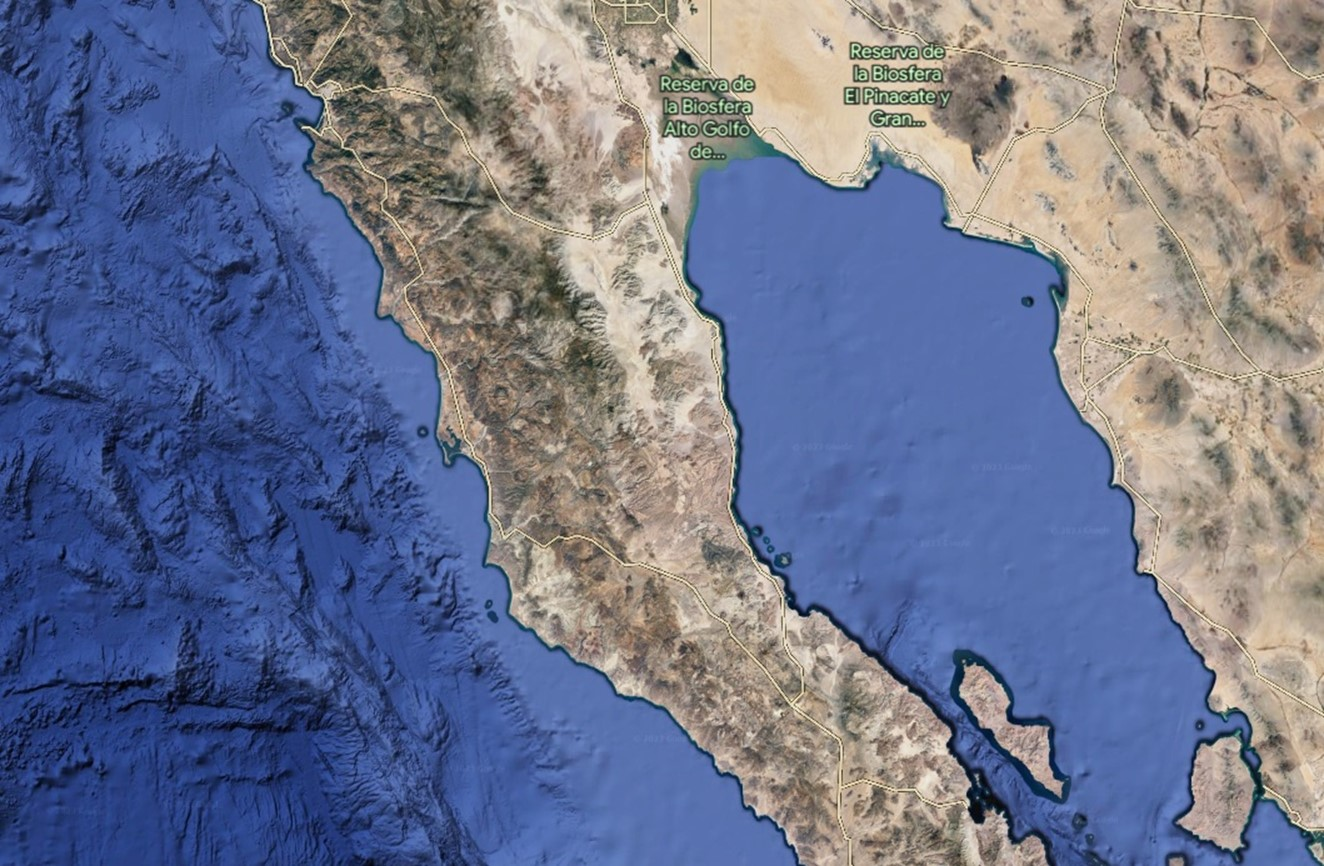 Reserva de
la Biosfera
Alto Golfo
de...
Reserva de
la Biosfera
El Pinacate y
Gran...